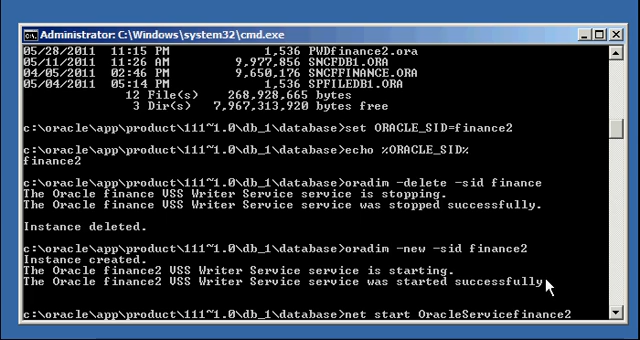 Administrator: C:\Windows\system32\cmd.exe
05/28/2011 11:15 PM 1,536 PWDfinance2.ora
05/11/2011 11:26 AM 9,977,856 SNCFDB1.ORA
04/05/2011 02:46 PM 9,650,176 SNCFFINANCE.ORA
05/04/2011 05:14 PM 1,536 SPFILEDB1.ORA
12 File(s) 268,928,665 bytes
3 Dir(s) 7,967,313,920 bytes free
c:\oracle\app\product\111~1.0\db_1\database>set ORACLE_SID=finance2
c:\oracle\app\product\111~1.0\db_1\database>echo %ORACLE_SID%
finance2
c:\oracle\app\product\111~1.0\db_1\database>oradim -delete -sid finance
The Oracle finance VSS Writer Service service is stopping.
The Oracle finance VSS Writer Service service was stopped successfully.
Instance deleted.
c:\oracle\app\product\111~1.0\db_1\database>oradim -new -sid finance2
Instance created.
The Oracle finance2 VSS Writer Service service is starting.
The Oracle finance2 VSS Writer Service service was started successfully.
c:\oracle\app\product\111~1.0\db_1\database>net start OracleServicefinance2